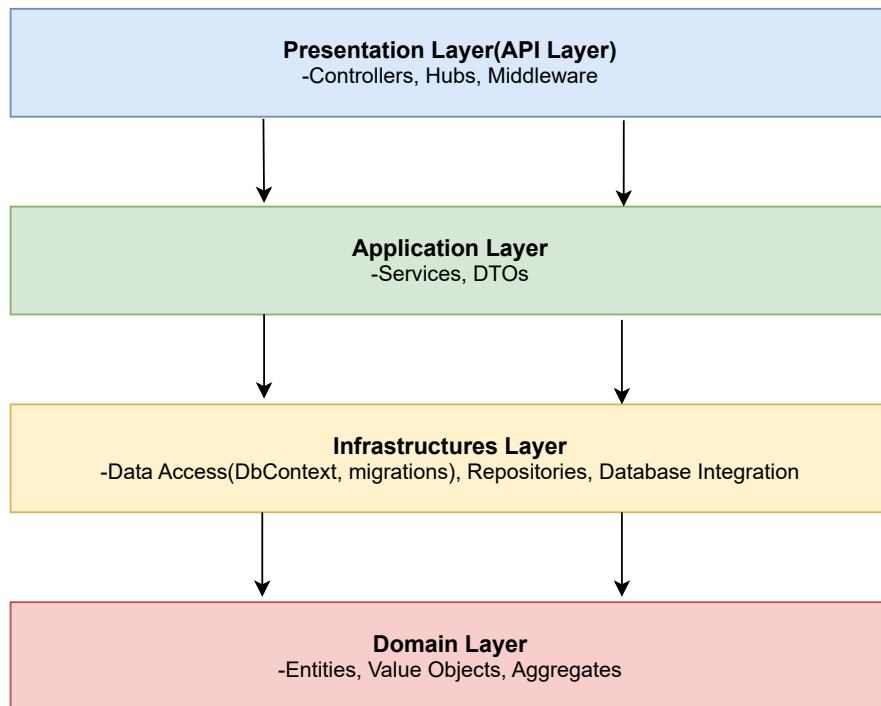 Presentation Layer(API Layer)
-Controllers, Hubs, Middleware
Application Layer
-Services, DTOs
Infrastructures Layer
-Data Access(DbContext, migrations), Repositories, Database Integration
Domain Layer
-Entities, Value Objects, Aggregates